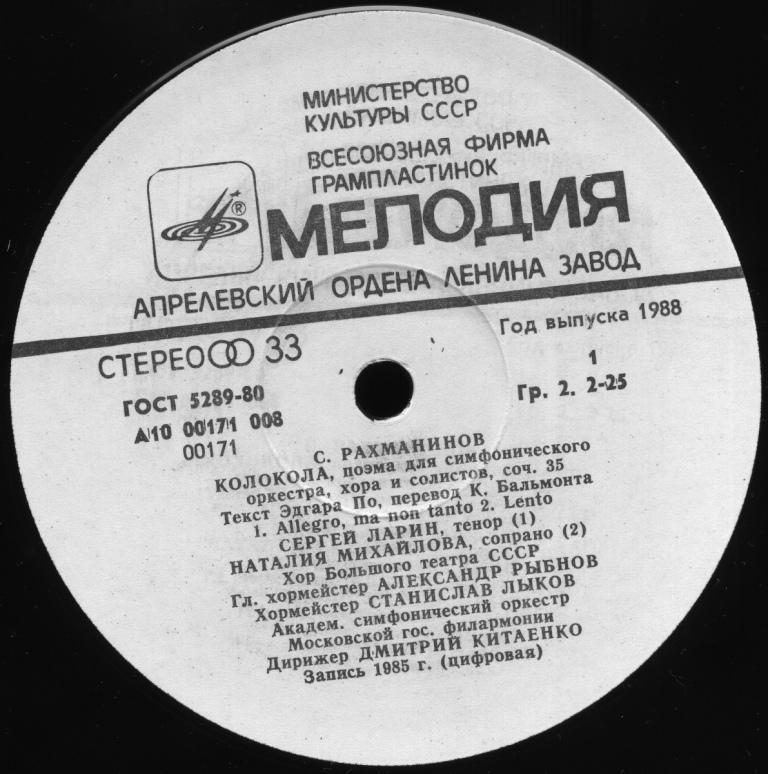 МИНИСТЕРСТВО
КУЛЬТУРЫ СССР
ВСЕСОЮЗНАЯ ФИРМА
ГРАМПЛАСТИНОК
®
МЕЛОДИЯ
АПРЕЛЕВСКИЙ ОРДЕНА ЛЕНИНА ЗАВОД
СТЕРЕО 33
Год выпуска 1988
ГОСТ 5289-80
1
А10 00171 008
Гр. 2. 2-25
00171
С. РАХМАНИНОВ
КОЛОКОЛА, поэма для симфонического
оркестра, хора и солистов, соч. 35
Текст Эдгара По, перевод К. Бальмонта
1. Allegro, ma non tanto 2. Lento
СЕРГЕЙ ЛАРИН, тенор (1)
НАТАЛИЯ МИХАЙЛОВА, сопрано (2)
Хор Большого театра СССР
Гл. хормейстер АЛЕКСАНДР РЫБНОВ
Хормейстер СТАНИСЛАВ ЛЫКОВ
Академ. симфонический оркестр
Московской гос. филармонии
Дирижер ДМИТРИЙ КИТАЕНКО
Запись 1985 г. (цифровая)